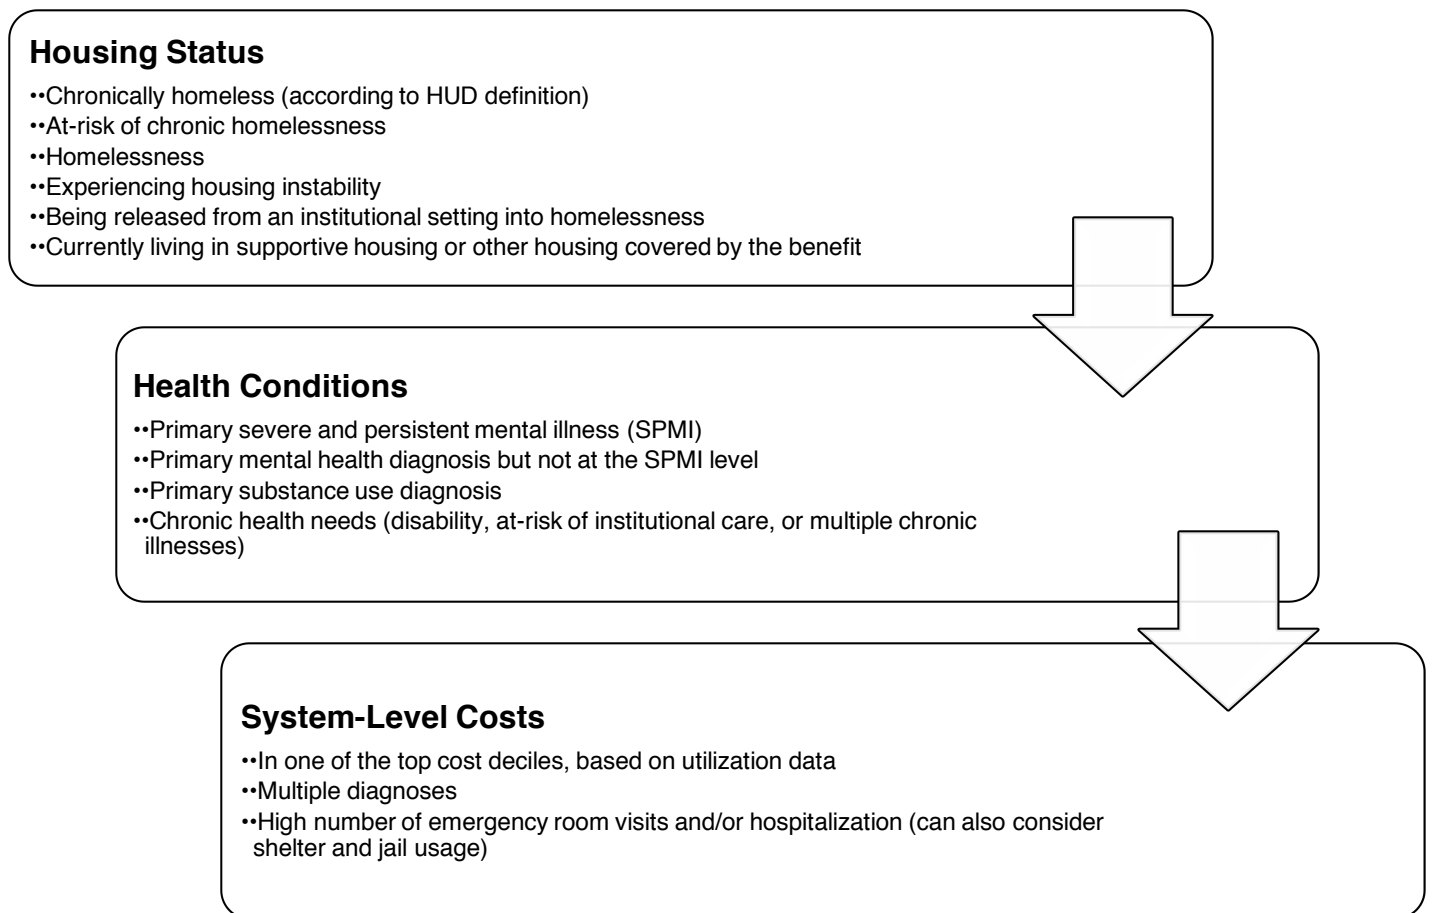 Housing Status
••Chronically homeless (according to HUD definition)
••At-risk of chronic homelessness
••Homelessness
••Experiencing housing instability
••Being released from an institutional setting into homelessness
••Currently living in supportive housing or other housing covered by the benefit
Health Conditions
••Primary severe and persistent mental illness (SPMI)
••Primary mental health diagnosis but not at the SPMI level
••Primary substance use diagnosis
••Chronic health needs (disability, at-risk of institutional care, or multiple chronic
illnesses)
System-Level Costs
••In one of the top cost deciles, based on utilization data
••Multiple diagnoses
••High number of emergency room visits and/or hospitalization (can also consider
shelter and jail usage)